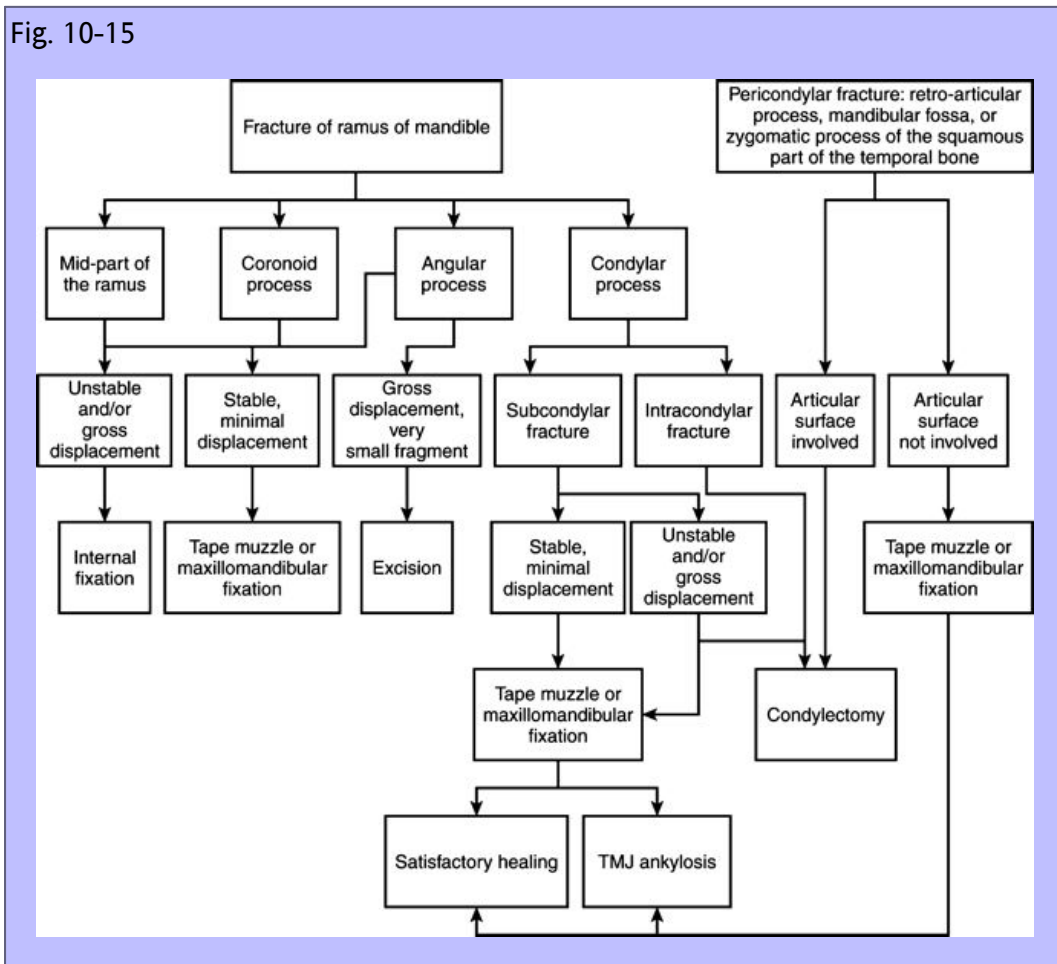 Fig. 10-15
Fracture of ramus of mandible
Pericondylar fracture: retro-articular
process, mandibular fossa, or
zygomatic process of the squamous
part of the temporal bone
Mid-part of
the ramus
Coronoid
process
Angular
process
Condylar
process
Unstable
and/or
gross
displacement
Stable,
minimal
displacement
Gross
displacement,
very
small fragment
Subcondylar
fracture
Intracondylar
fracture
Articular
surface
involved
Articular
surface
not involved
Internal
fixation
Tape muzzle or
maxillomandibular
fixation
Excision
Stable,
minimal
displacement
Unstable
and/or
gross
displacement
Tape muzzle or
maxillomandibular
fixation
Tape muzzle or
maxillomandibular
fixation
Condylectomy
Satisfactory healing
TMJ ankylosis